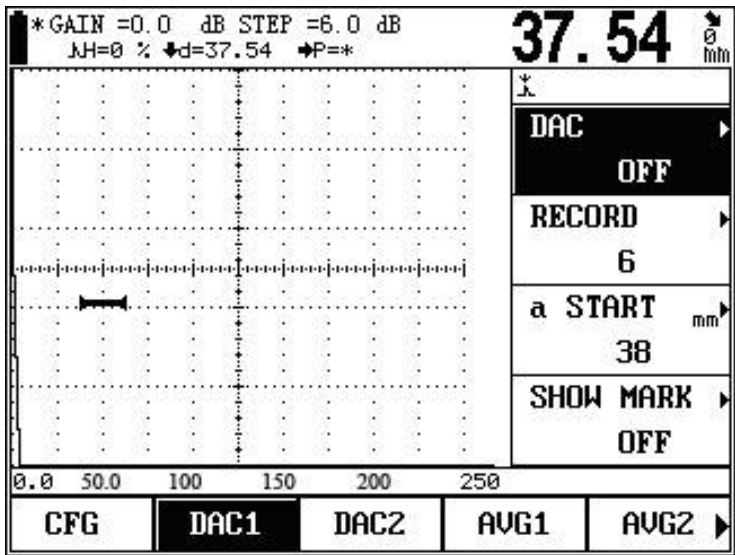 *GAIN =0.0 dB STEP =6.0 dB
H=0 % d=37.54 P=*
37.54 mm
DAC
OFF
RECORD
6
a START mm
38
SHOW MARK
OFF
0.0 50.0 100 150 200 250
CFG DAC1 DAC2 AVG1 AVG2